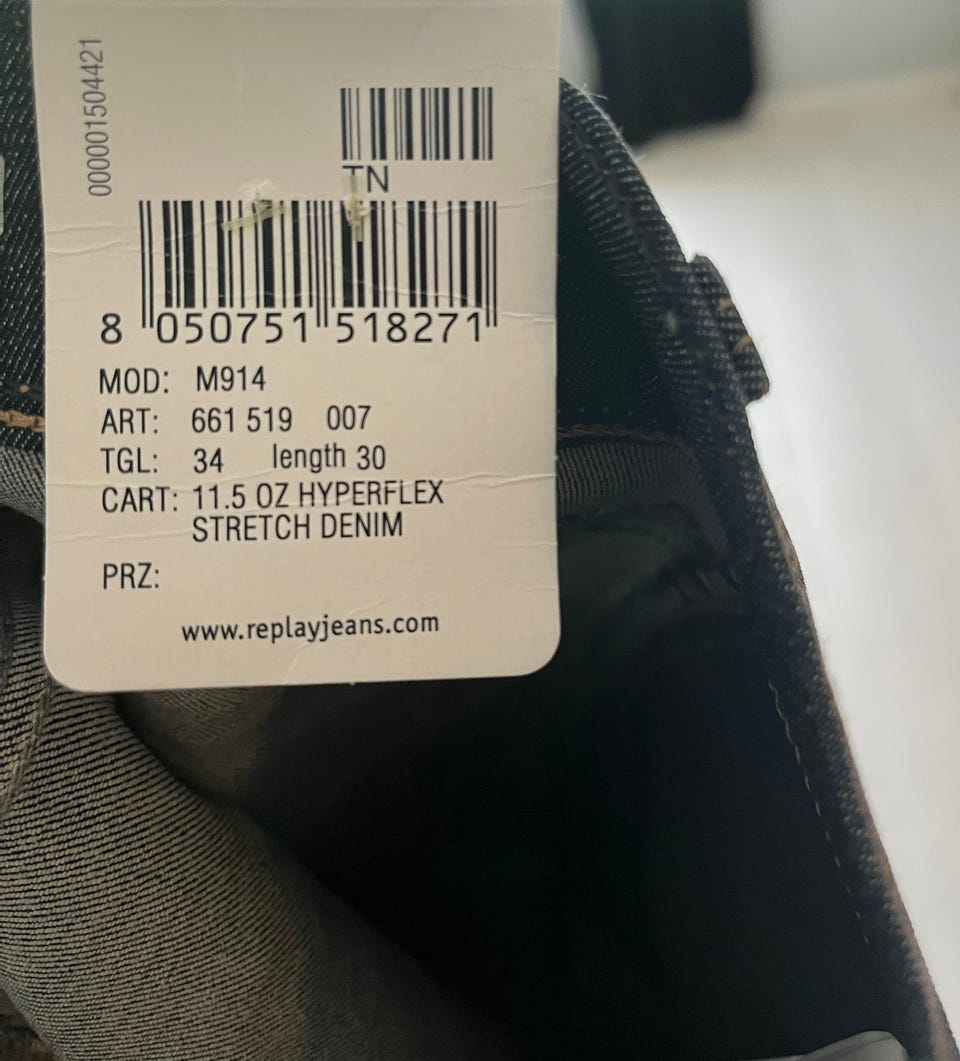 000001504421
TN
8 050751 518271
MOD: M914
ART: 661 519 007
TGL: 34 length 30
CART: 11.5 OZ HYPERFLEX
STRETCH DENIM
PRZ:
www.replayjeans.com